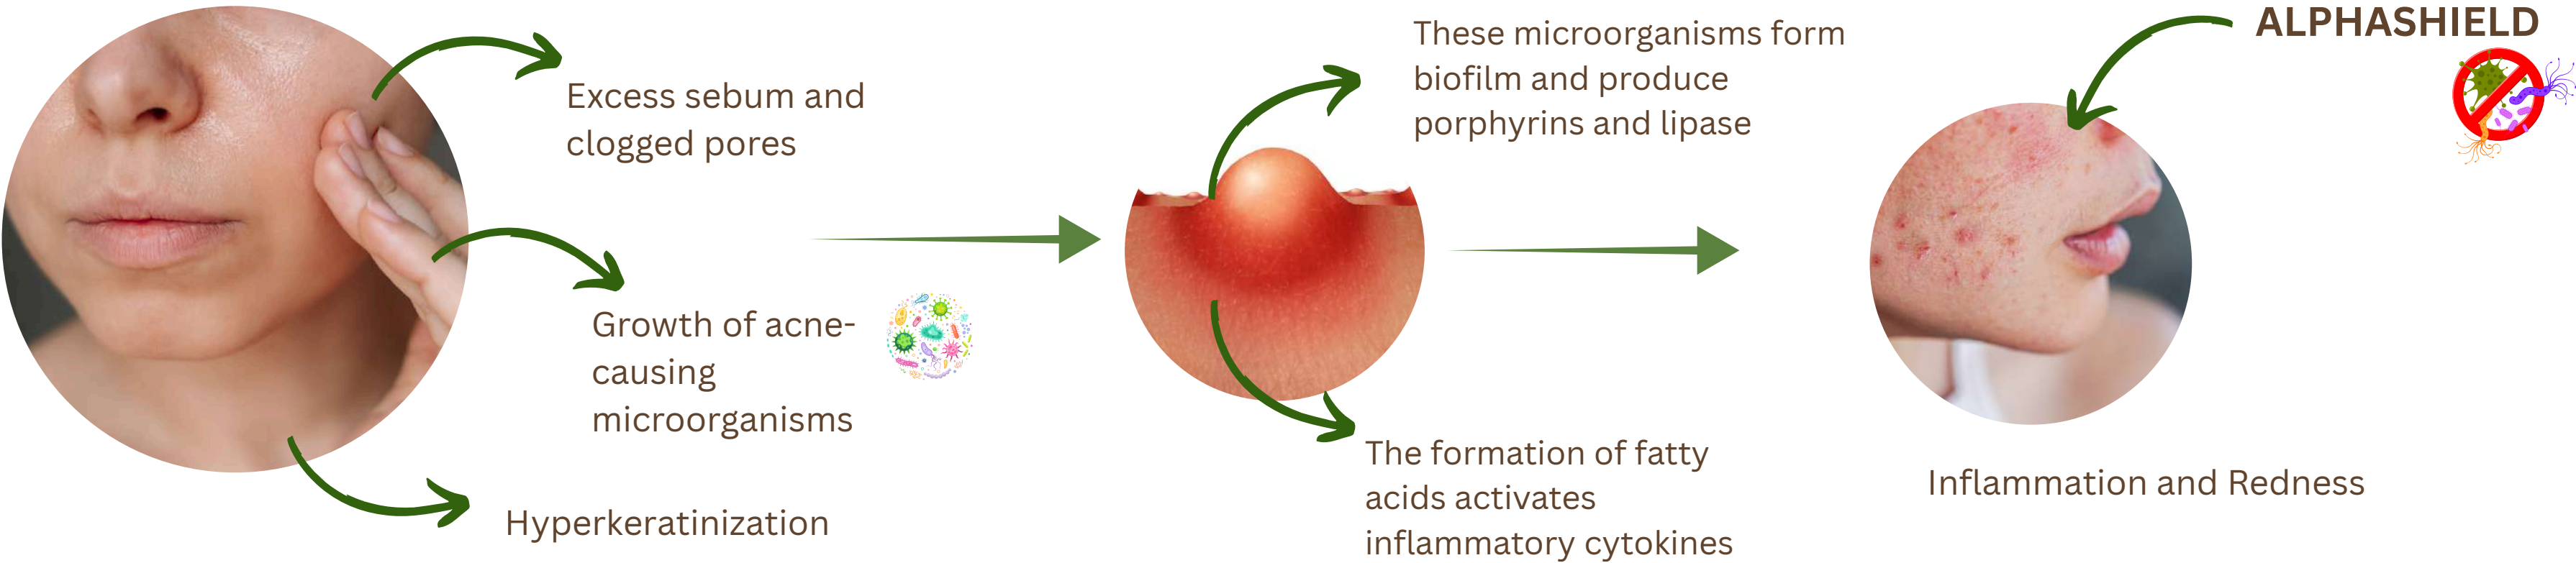 Excess sebum and
clogged pores
Growth of acne-
causing
microorganisms
Hyperkeratinization
These microorganisms form
biofilm and produce
porphyrins and lipase
The formation of fatty
acids activates
inflammatory cytokines
ALPHASHIELD
Inflammation and Redness